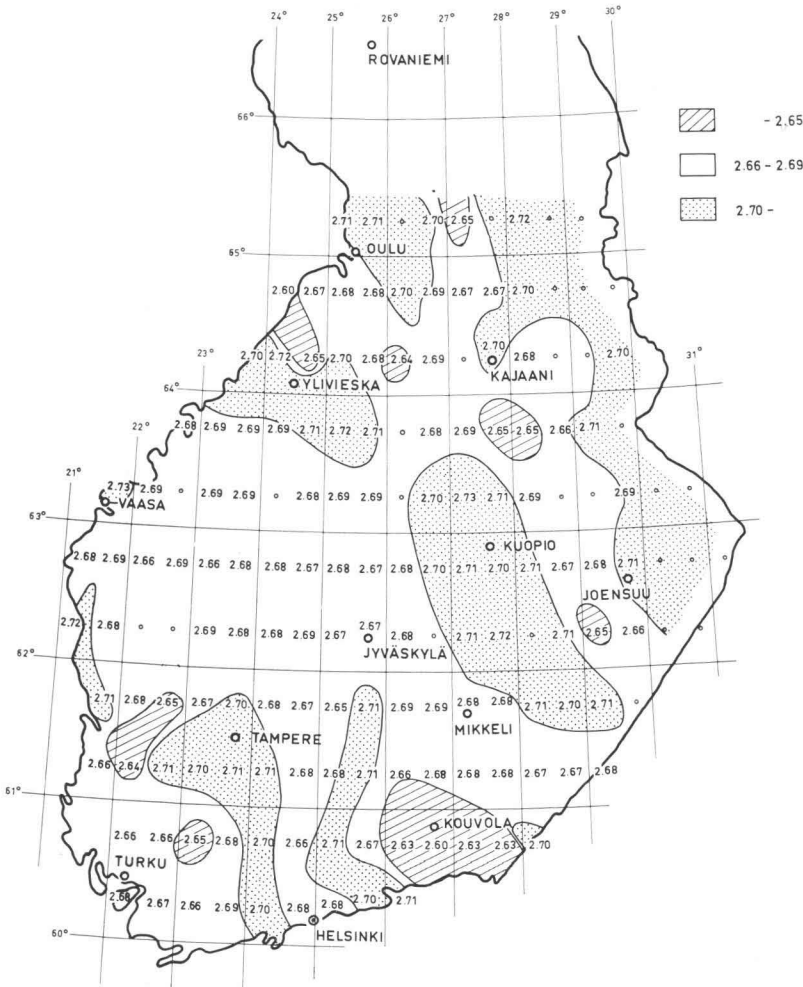 24° 25° 26° 27° 28° 29° 30°
ROVANIEMI
66°
- 2.65
2.66 - 2.69
2.70 -
2.71 2.71 2.70 2.65 2.72
65° OULU
2.60 2.67 2.68 2.68 2.70 2.69 2.67 2.67 2.70
23° 2.70 2.72 2.65 2.70 2.68 2.64 2.69 2.70 2.68 2.70 31°
KAJAANI
64° YLIVIESKA
22° 2.68 2.69 2.69 2.69 2.71 2.72 2.71 2.68 2.69 2.65 2.65 2.66 2.71
21° 2.73 2.69 2.69 2.69 2.68 2.69 2.69 2.70 2.73 2.71 2.69 2.69
VAASA
63°
KUOPIO
2.68 2.69 2.66 2.69 2.66 2.68 2.68 2.67 2.68 2.67 2.68 2.70 2.71 2.70 2.71 2.67 2.68 2.71
JOENSUU
2.72 2.68 2.69 2.68 2.68 2.69 2.67 2.67 2.68 2.71 2.72 2.71 2.65 2.66
JYVÄSKYLÄ
62°
2.71 2.68 2.65 2.67 2.70 2.68 2.67 2.65 2.71 2.69 2.69 2.68 2.68 2.71 2.70 2.71
MIKKELI
TAMPERE
2.66 2.64 2.71 2.70 2.71 2.71 2.68 2.68 2.71 2.66 2.68 2.68 2.68 2.67 2.67 2.68
61°
KOUVOLA
2.66 2.66 2.65 2.68 2.70 2.66 2.71 2.67 2.63 2.60 2.63 2.63 2.70
TURKU
2.68 2.67 2.66 2.69 2.70 2.68 2.68 2.70 2.71
60° HELSINKI